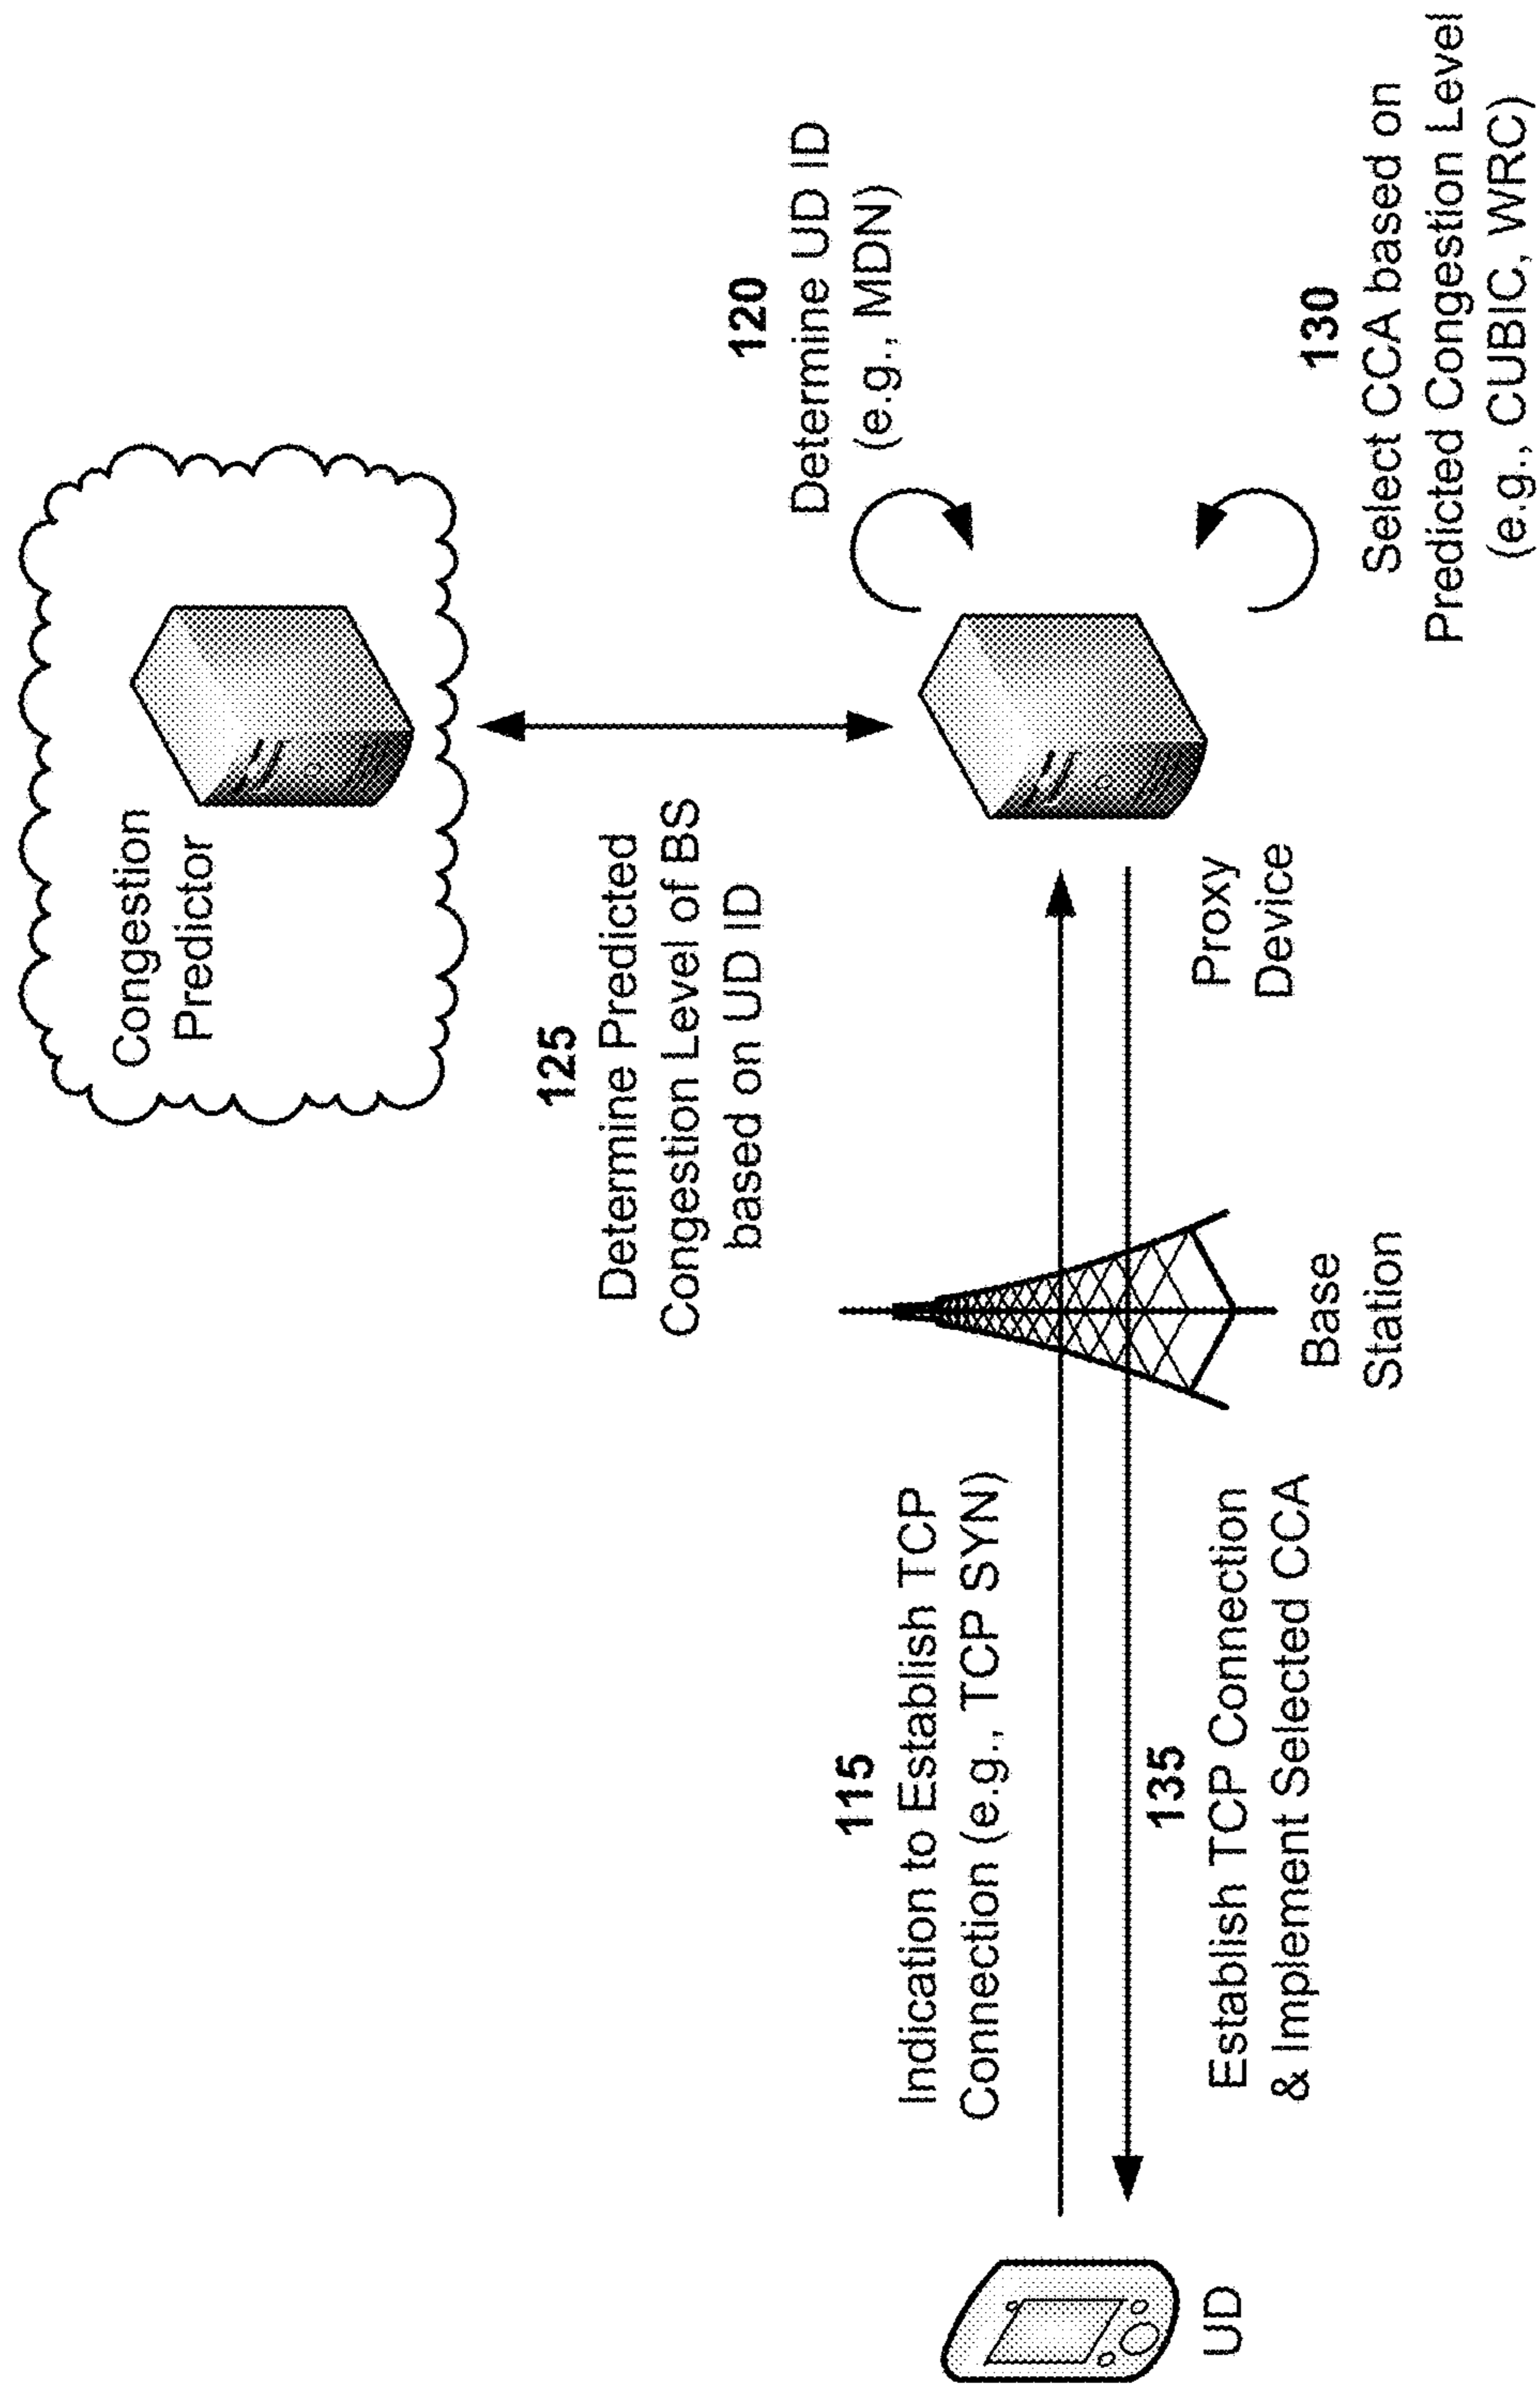 Congestion
Predictor
125
Determine Predicted
Congestion Level of BS
based on UD ID
120
Determine UD ID
(e.g., MDN)
115
Indication to Establish TCP
Connection (e.g., TCP SYN)
135
Establish TCP Connection
& Implement Selected CCA
UD
Base
Station
Proxy
Device
130
Select CCA based on
Predicted Congestion Level
(e.g., CUBIC, WRC)